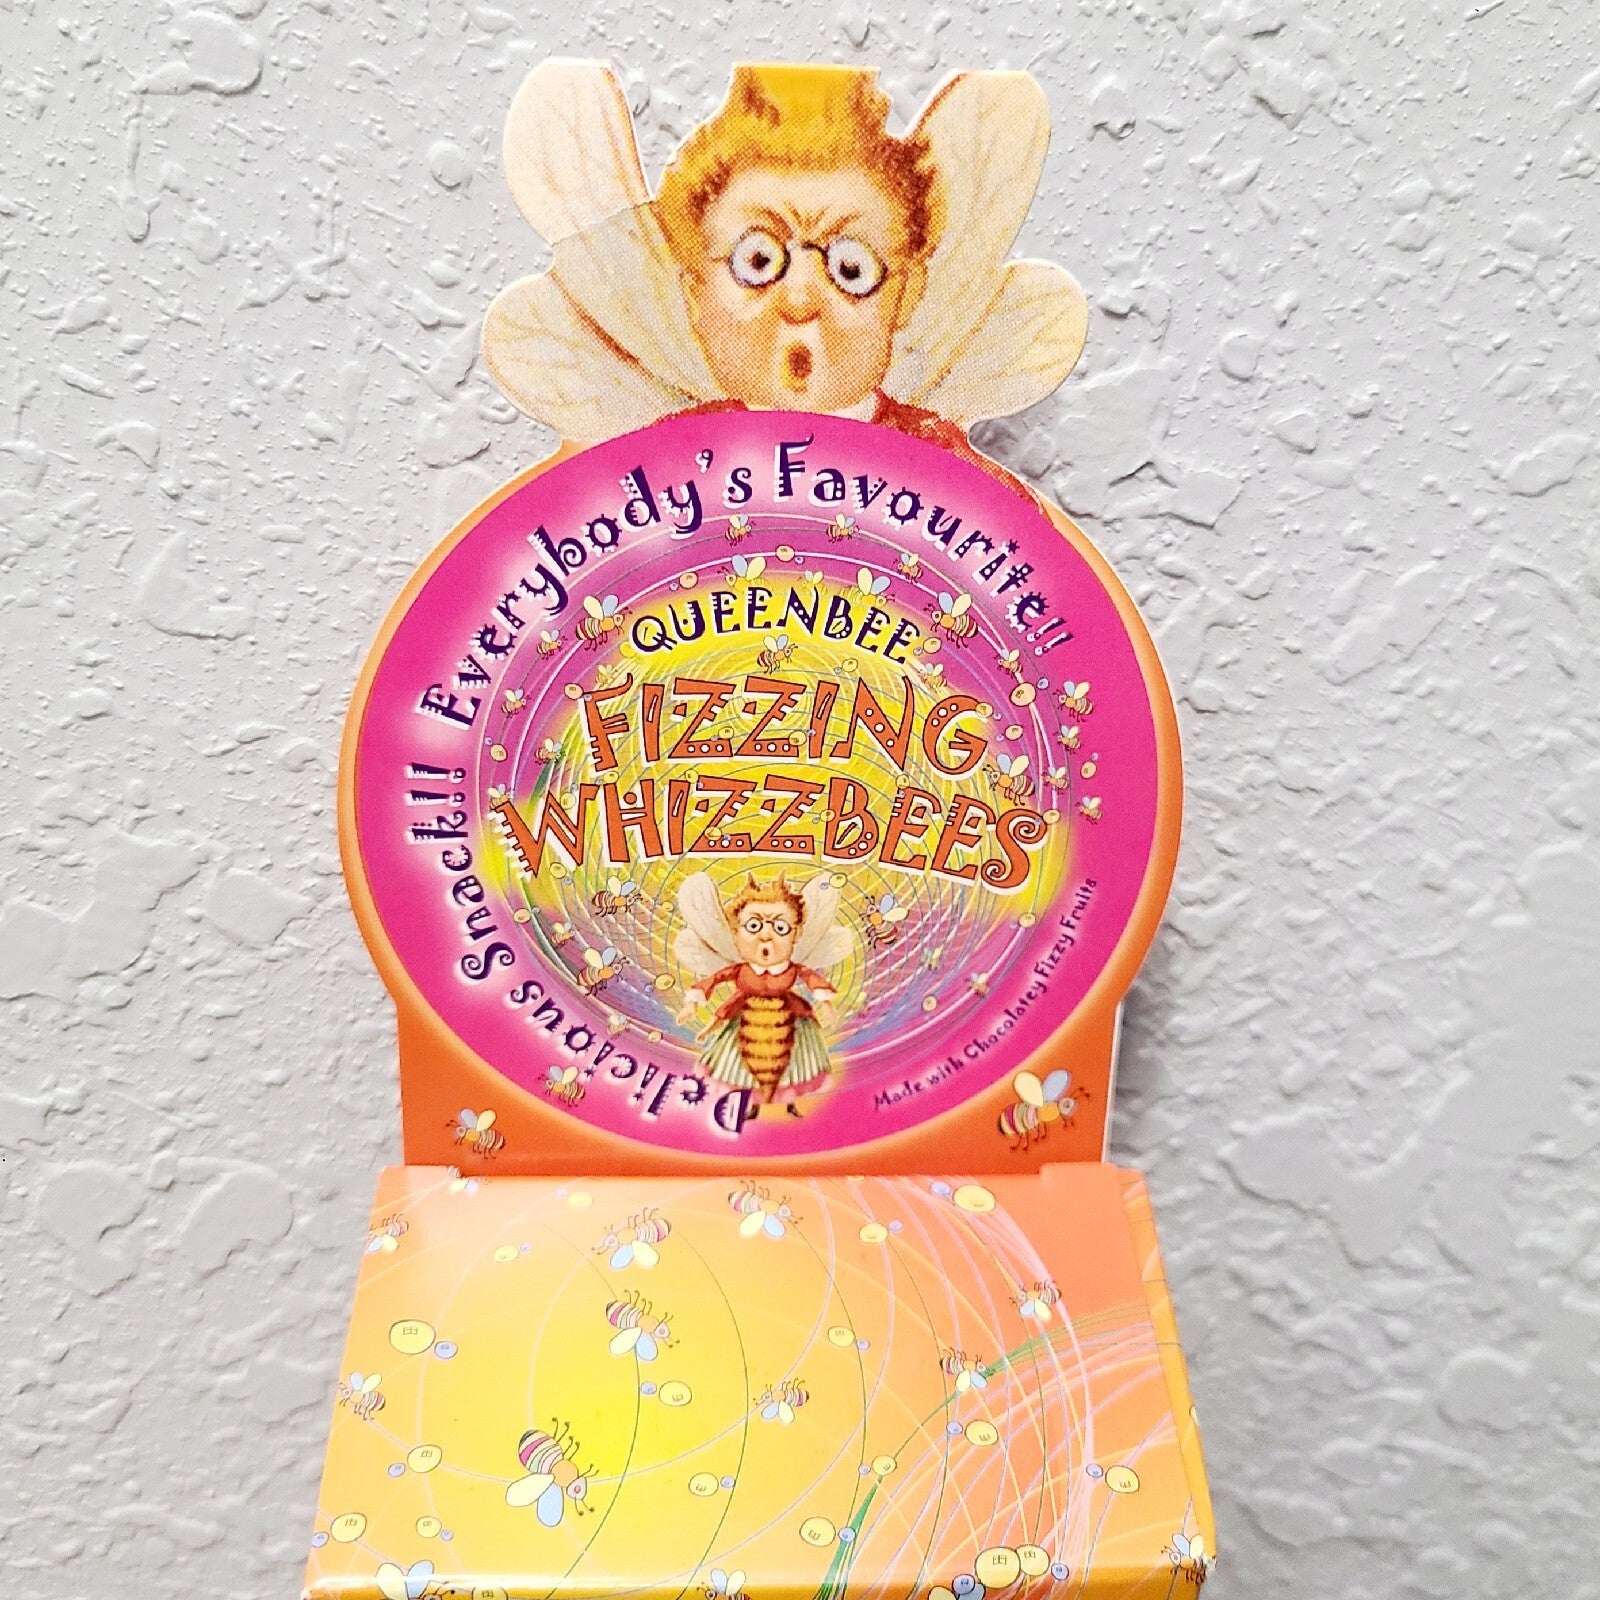 Delicious Snack!! Everybody's Favourite!!
QUEENBEE
FIZZING
WHIZZBEES
Made with Chocolatey Fizzy Fruits